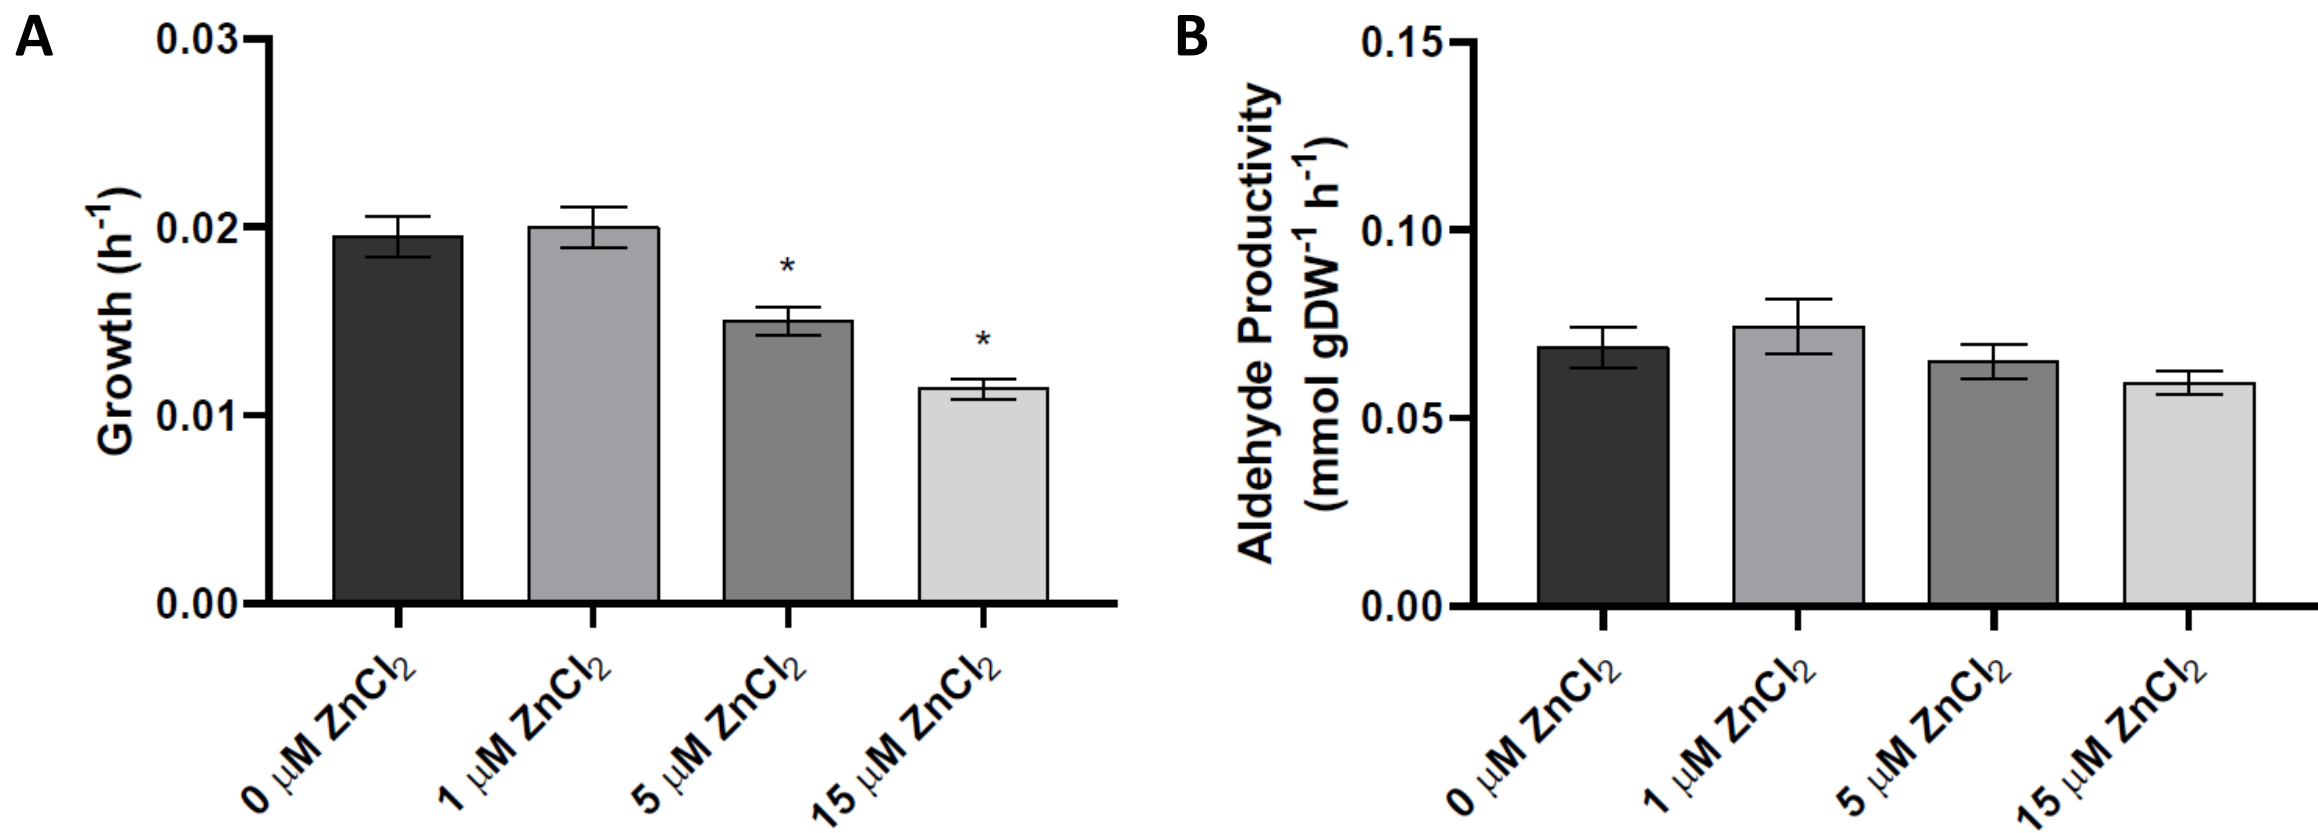 A
0.03
0.02
0.01
0.00
Growth (h-1)
*
*
0 μM ZnCl2
1 μM ZnCl2
5 μM ZnCl2
15 μM ZnCl2
B
0.15
0.10
0.05
0.00
Aldehyde Productivity
(mmol gDW-1 h-1)
0 μM ZnCl2
1 μM ZnCl2
5 μM ZnCl2
15 μM ZnCl2